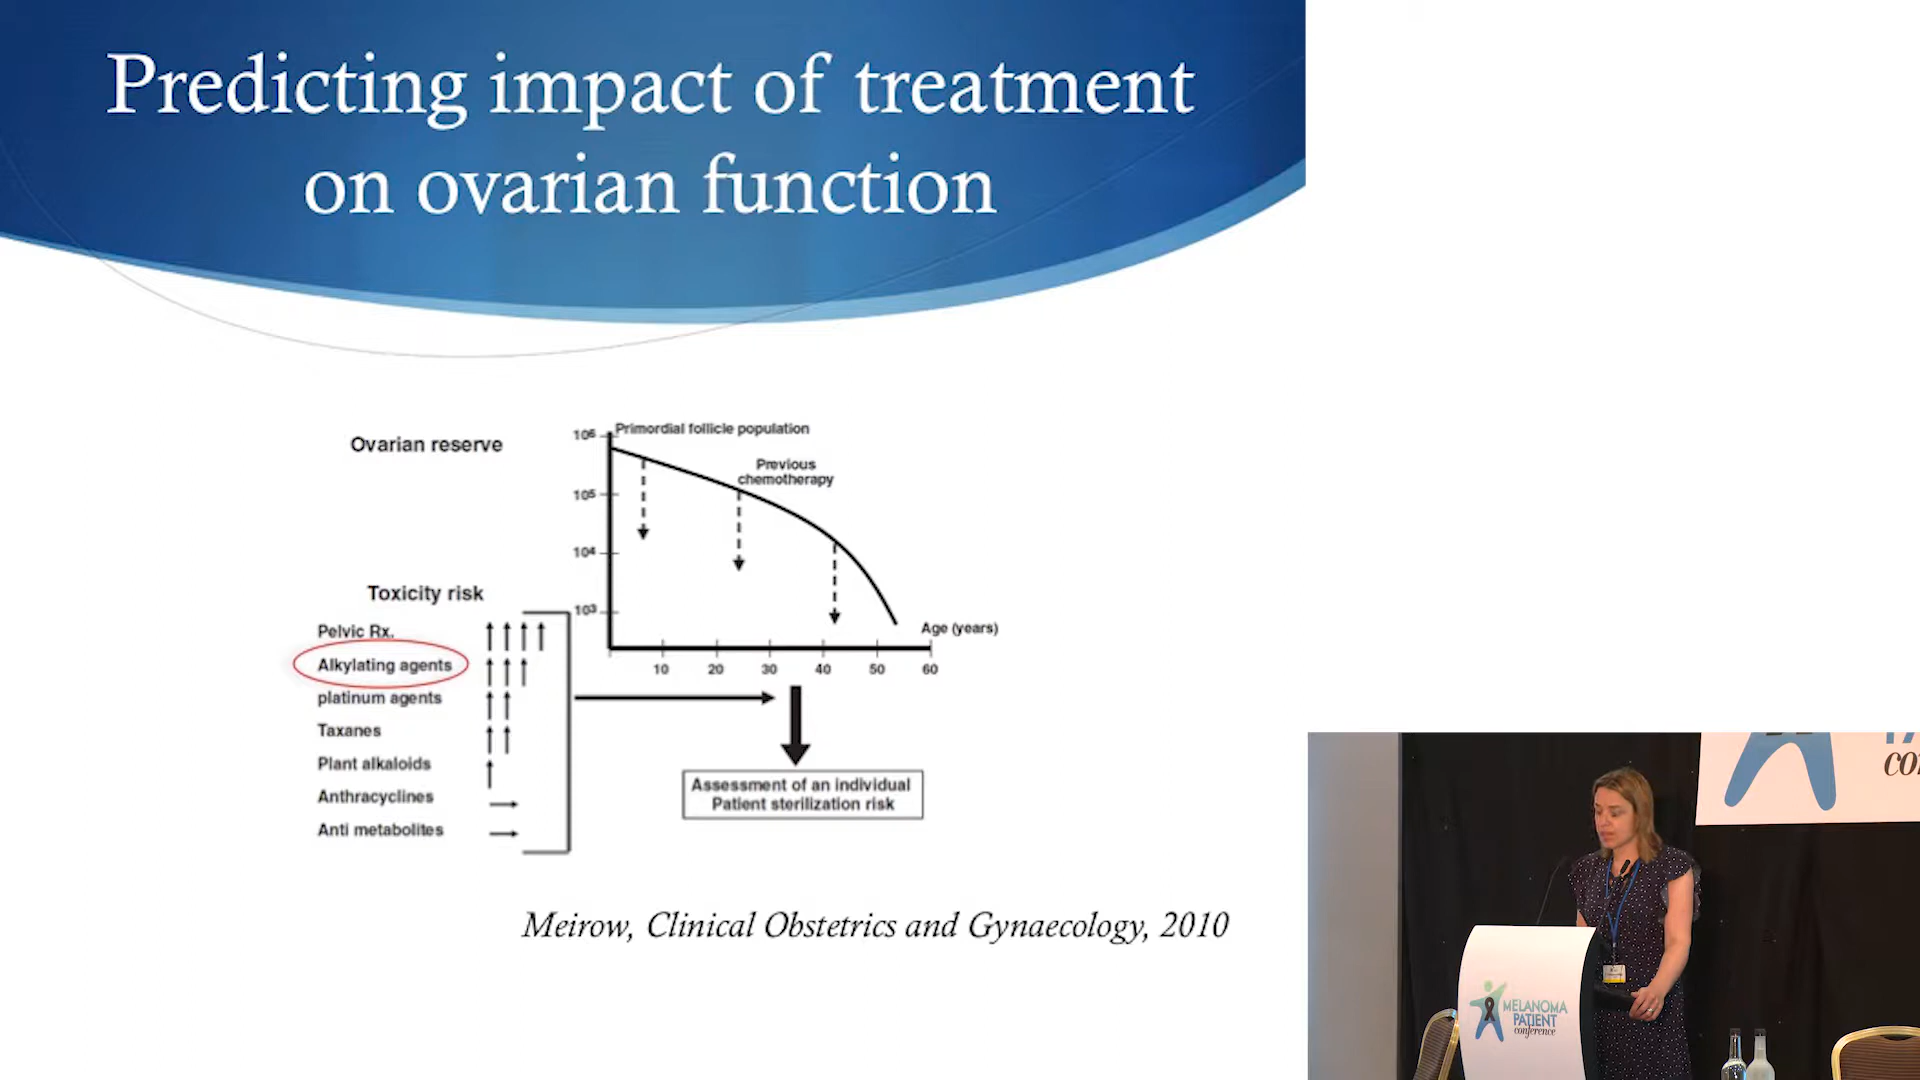 Predicting impact of treatment
on ovarian function
Ovarian reserve
10⁶
Primordial follicle population
Previous
chemotherapy
10⁵
10⁴
10³
Age (years)
10 20 30 40 50 60
Toxicity risk
Pelvic Rx.
Alkylating agents
platinum agents
Taxanes
Plant alkaloids
Anthracyclines
Anti metabolites
Assessment of an individual
Patient sterilization risk
Meirow, Clinical Obstetrics and Gynaecology, 2010
MELANOMA
PATIENT
conference